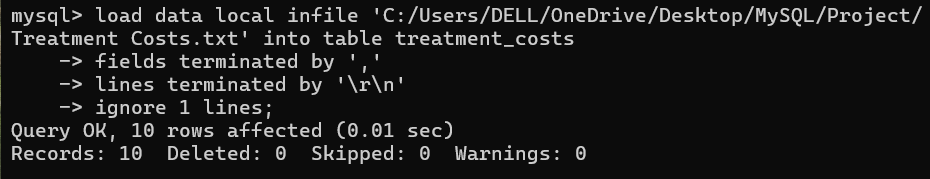 mysql> load data local infile 'C:/Users/DELL/OneDrive/Desktop/MySQL/Project/
Treatment Costs.txt' into table treatment_costs
    -> fields terminated by ','
    -> lines terminated by '\r\n'
    -> ignore 1 lines;
Query OK, 10 rows affected (0.01 sec)
Records: 10  Deleted: 0  Skipped: 0  Warnings: 0